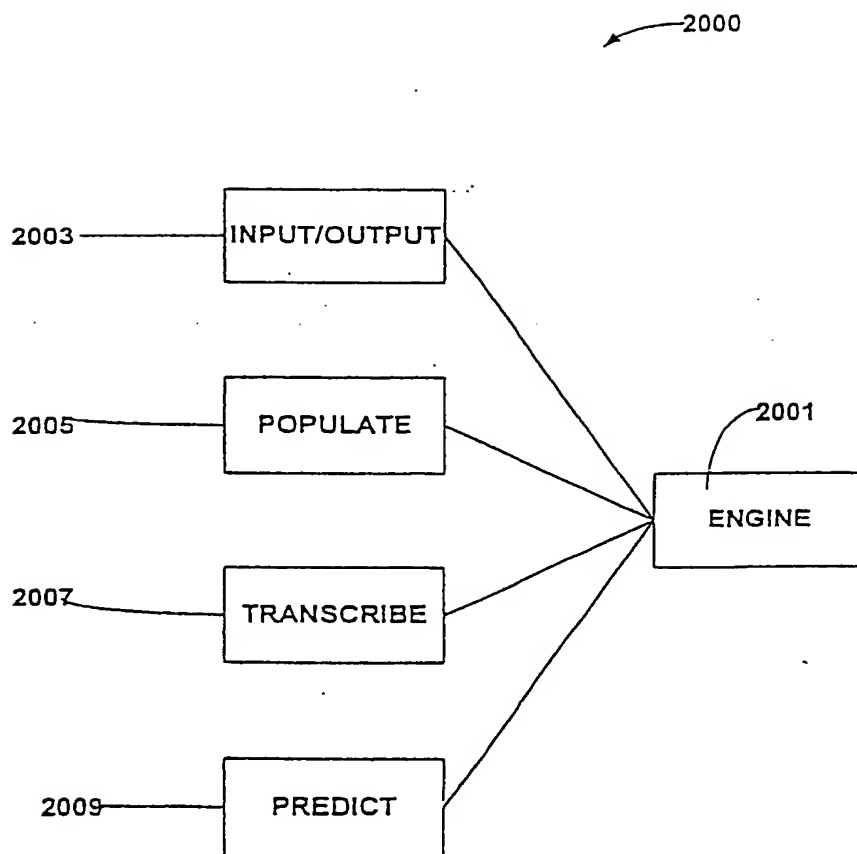 2000
2003
INPUT/OUTPUT
2005
POPULATE
2001
ENGINE
2007
TRANSCRIBE
2009
PREDICT